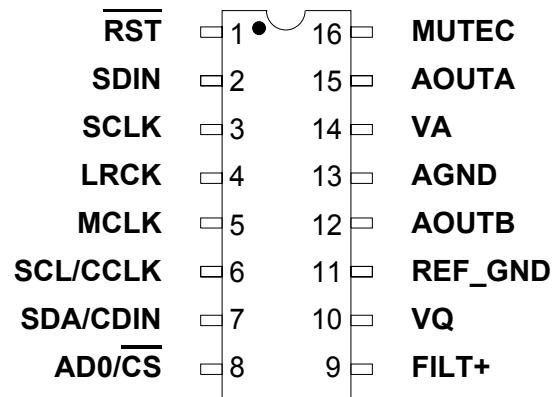 RST 1 16 MUTEC
SDIN 2 15 AOUTA
SCLK 3 14 VA
LRCK 4 13 AGND
MCLK 5 12 AOUTB
SCL/CCLK 6 11 REF_GND
SDA/CDIN 7 10 VQ
AD0/CS 8 9 FILT+